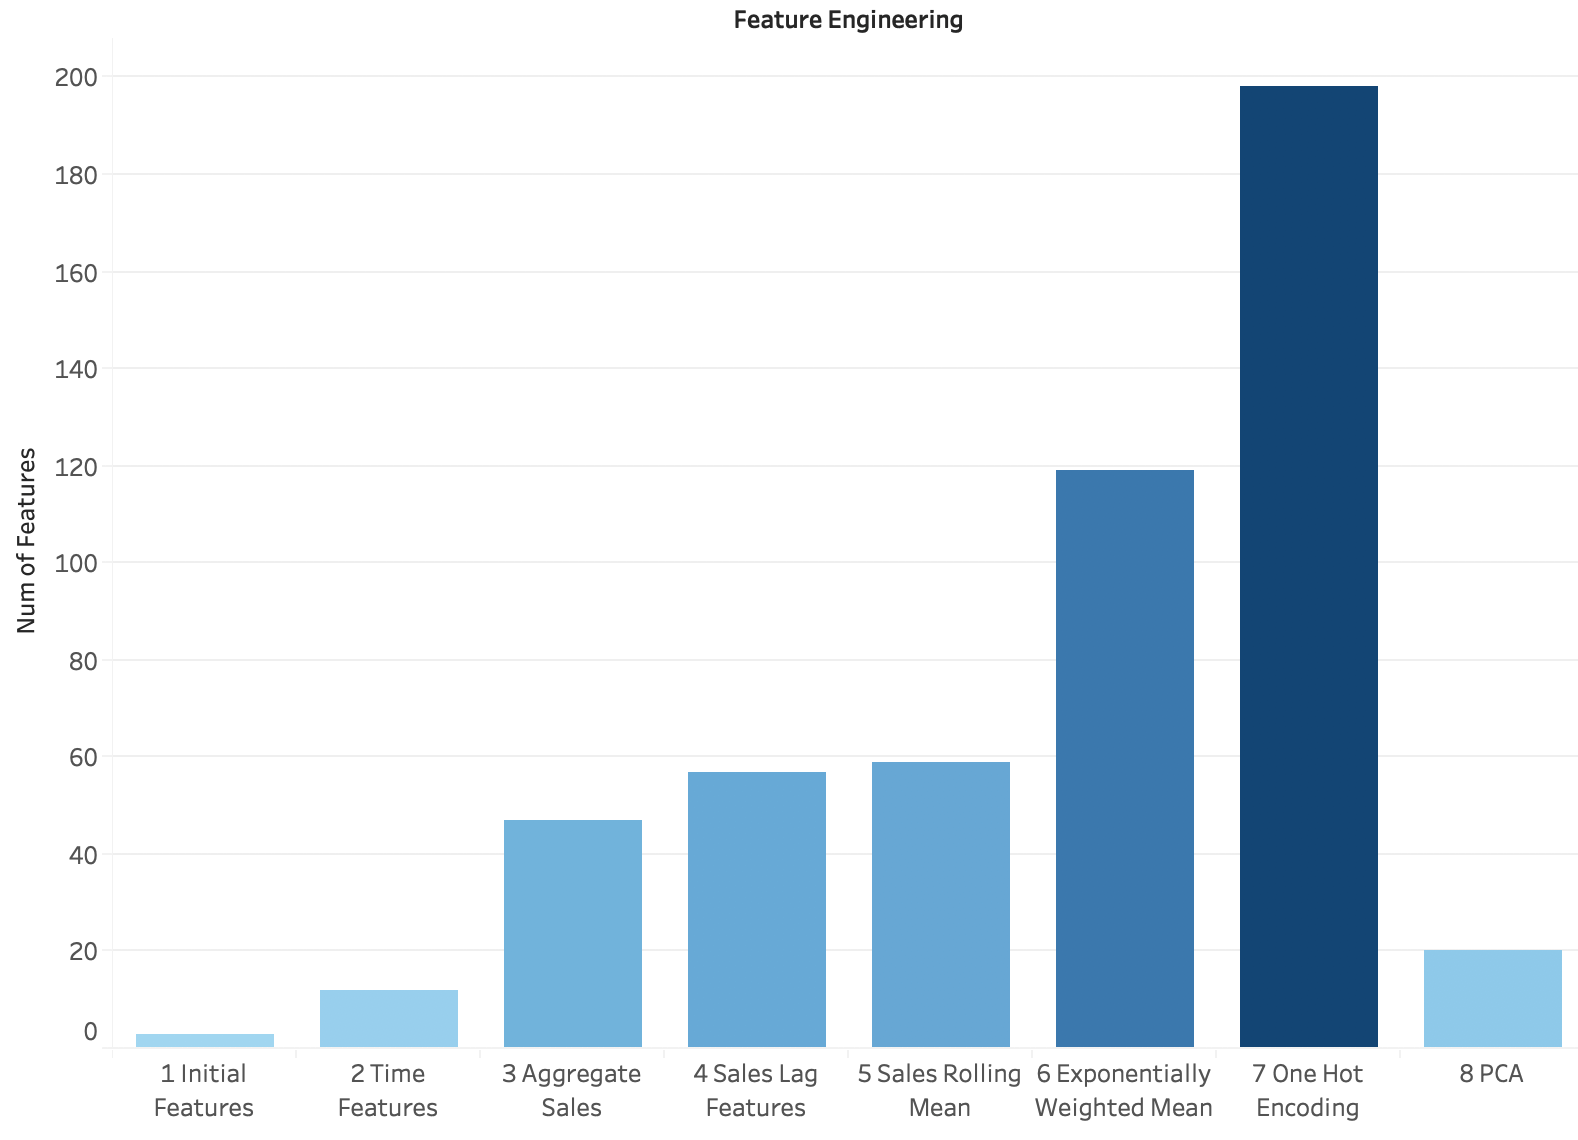 Feature Engineering
200
180
160
140
120
100
80
60
40
20
0
Num of Features
1 Initial
Features
2 Time
Features
3 Aggregate
Sales
4 Sales Lag
Features
5 Sales Rolling
Mean
6 Exponentially
Weighted Mean
7 One Hot
Encoding
8 PCA